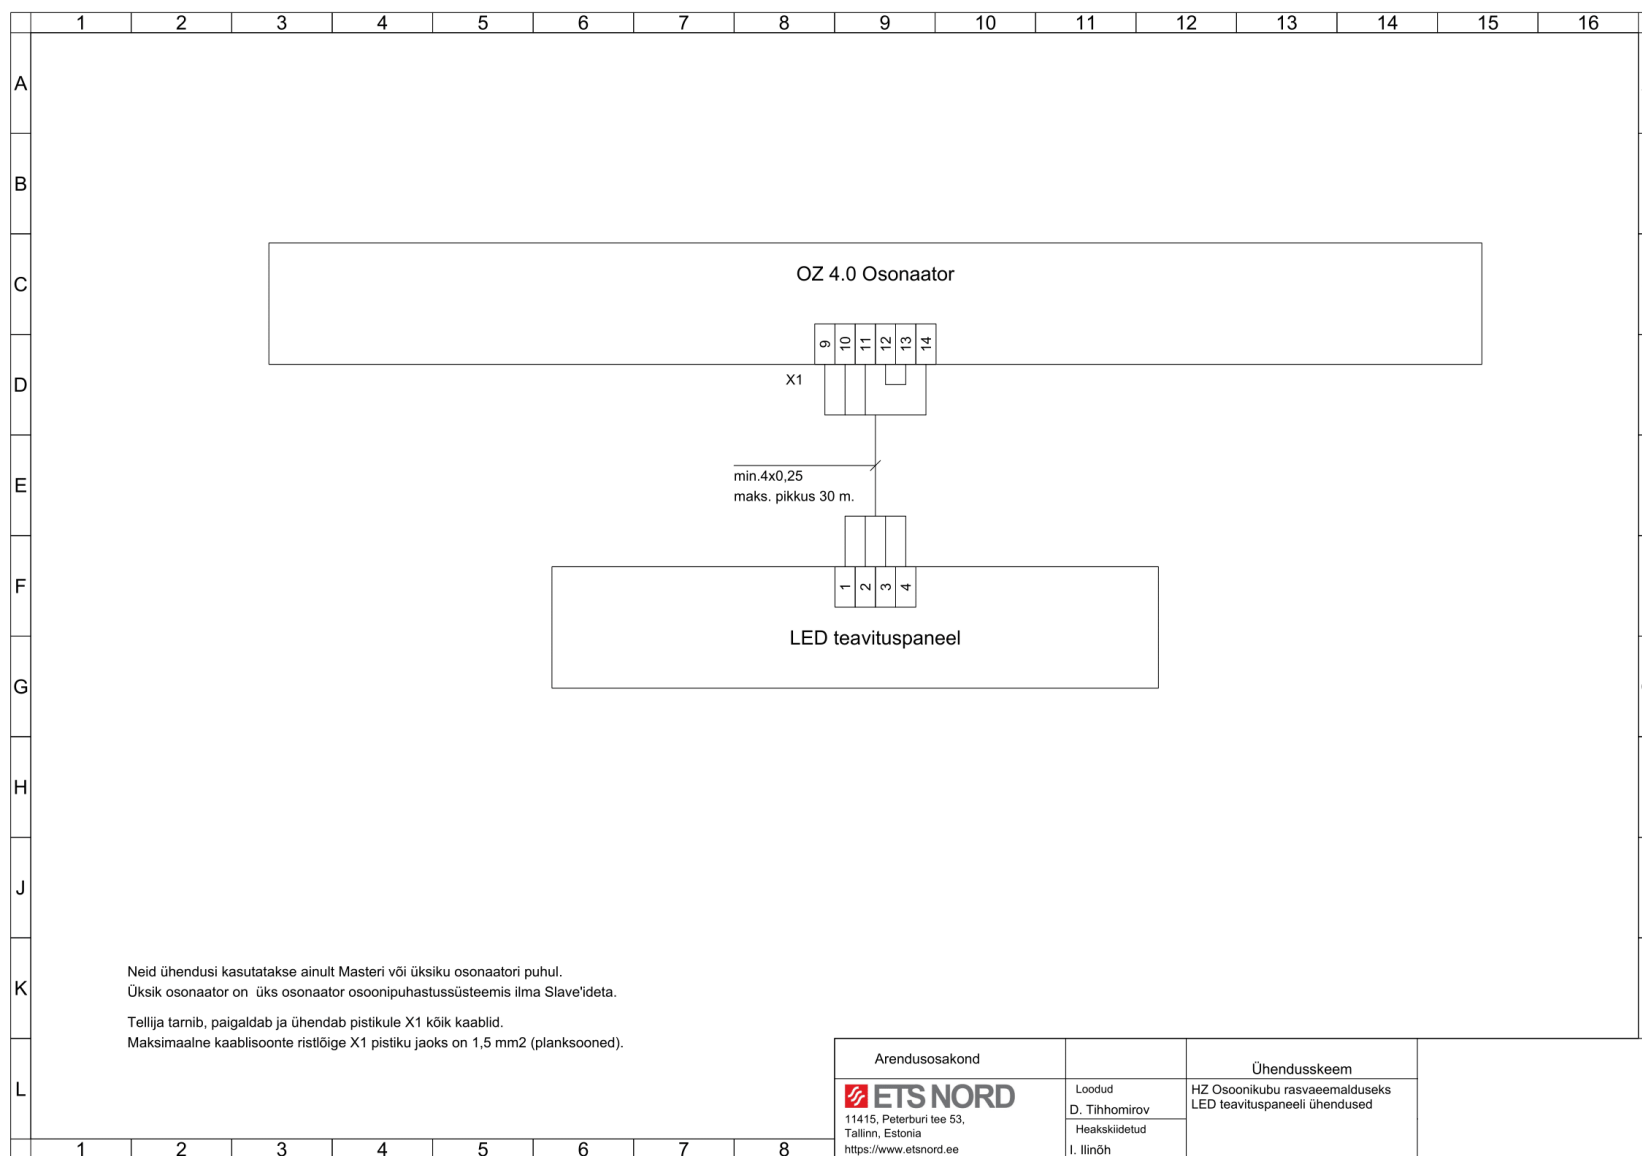 1 2 3 4 5 6 7 8 9 10 11 12 13 14 15 16
A
B
C
OZ 4.0 Osonaator
9 10 11 12 13 14
D
X1
E
min.4x0,25
maks. pikkus 30 m.
F
1 2 3 4
LED teavituspaneel
G
H
J
K
Neid ühendusi kasutatakse ainult Masteri või üksiku osonaatori puhul.
Üksik osonaator on üks osonaator osoonipuhastussüsteemis ilma Slave'ideta.
Tellija tarnib, paigaldab ja ühendab pistikule X1 kõik kaablid.
Maksimaalne kaablisoonte ristlõige X1 pistiku jaoks on 1,5 mm2 (planksooned).
L
Arendusosakond
ETS NORD
11415, Peterburi tee 53,
Tallinn, Estonia
https://www.etsnord.ee
Loodud
D. Tihhomirov
Heakskiidetud
I. Ilinõh
Ühendusskeem
HZ Osoonikubu rasvaeemalduseks
LED teavituspaneeli ühendused
1 2 3 4 5 6 7 8